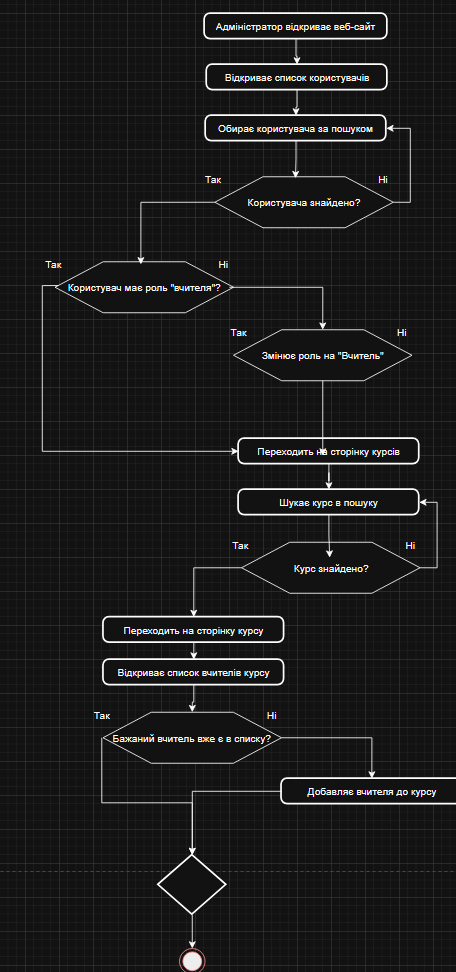 Адміністратор відкриває веб-сайт
Відкриває список користувачів
Обирає користувача за пошуком
Так
Ні
Користувача знайдено?
Так
Ні
Користувач має роль "вчителя"?
Так
Ні
Змінює роль на "Вчитель"
Переходить на сторінку курсів
Шукає курс в пошуку
Так
Ні
Курс знайдено?
Переходить на сторінку курсу
Відкриває список вчителів курсу
Так
Ні
Бажаний вчитель вже є в списку?
Добавляє вчителя до курсу